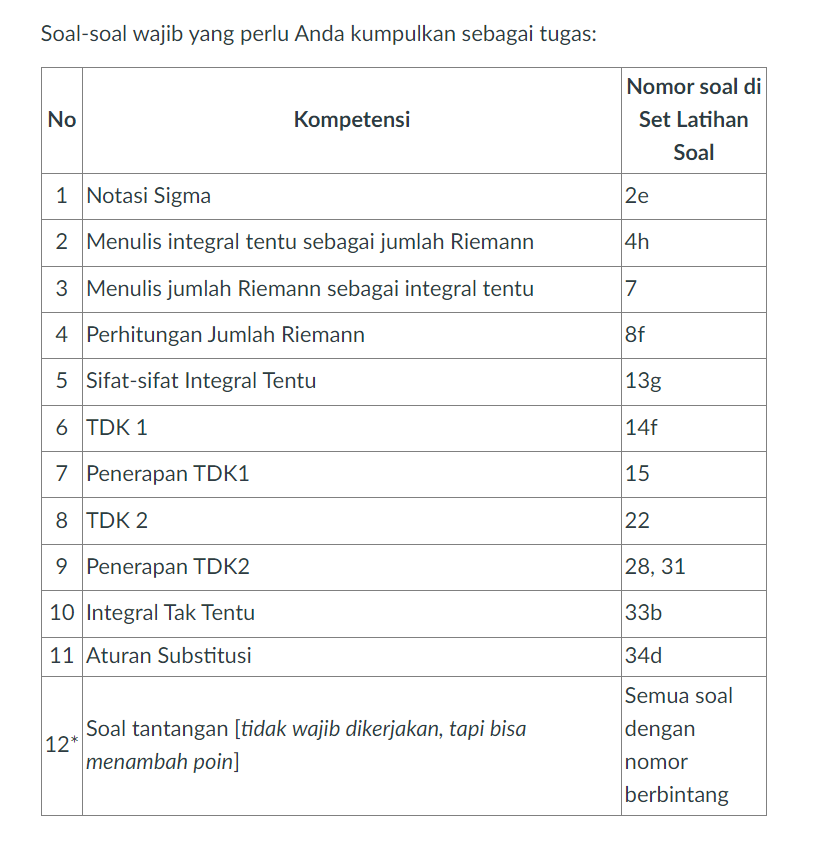 Soal-soal wajib yang perlu Anda kumpulkan sebagai tugas:
No Kompetensi Nomor soal di Set Latihan Soal
1 Notasi Sigma 2e
2 Menulis integral tentu sebagai jumlah Riemann 4h
3 Menulis jumlah Riemann sebagai integral tentu 7
4 Perhitungan Jumlah Riemann 8f
5 Sifat-sifat Integral Tentu 13g
6 TDK 1 14f
7 Penerapan TDK1 15
8 TDK 2 22
9 Penerapan TDK2 28, 31
10 Integral Tak Tentu 33b
11 Aturan Substitusi 34d
12* Soal tantangan [tidak wajib dikerjakan, tapi bisa
menambah poin]
Semua soal
dengan
nomor
berbintang